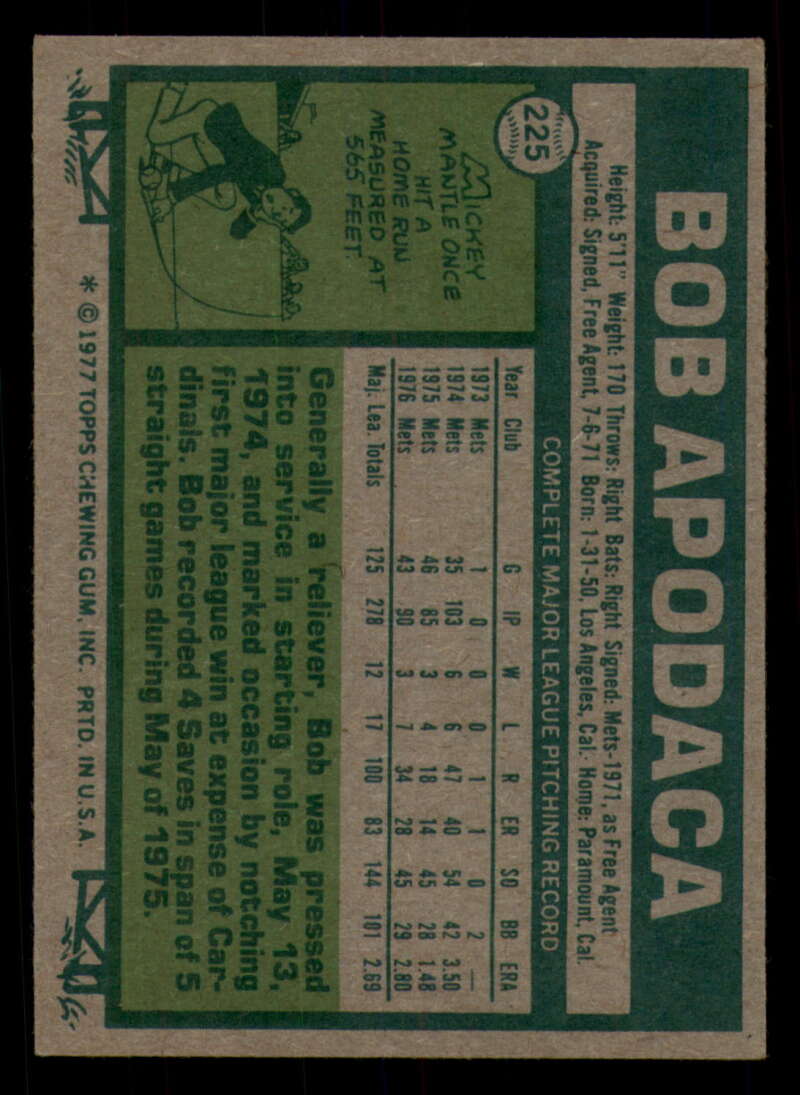 225
BOB APODACA
Height: 5'11" Weight: 170 Throws: Right Bats: Right Signed: Mets-1971, as Free Agent
Acquired: Signed, Free Agent, 7-6-71 Born: 1-31-50, Los Angeles, Cal. Home: Paramount, Cal.
COMPLETE MAJOR LEAGUE PITCHING RECORD
Year Club G IP W L R ER SO BB ERA
1973 Mets 1 0 0 0 1 1 0 2 —
1974 Mets 35 103 6 6 47 40 54 42 3.50
1975 Mets 46 85 3 4 18 14 45 28 1.48
1976 Mets 43 90 3 7 34 28 45 29 2.80
Maj. Lea. Totals 125 278 12 17 100 83 144 101 2.69
MICKEY
MANTLE ONCE
HIT A
HOME RUN
MEASURED AT
565 FEET.
Generally a reliever, Bob was pressed
into service in starting role, May 13,
1974, and marked occasion by notching
first major league win at expense of Car-
dinals. Bob recorded 4 Saves in span of 5
straight games during May of 1975.
* © 1977 TOPPS CHEWING GUM, INC. PRTD. IN U.S.A.